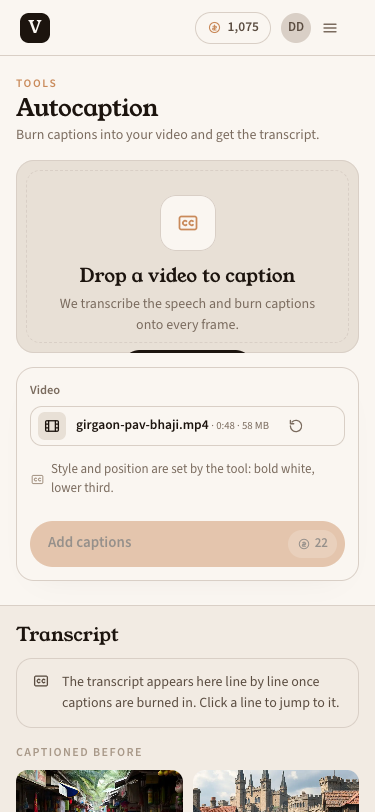 V
1,075
DD
TOOLS
Autocaption
Burn captions into your video and get the transcript.
CC
Drop a video to caption
We transcribe the speech and burn captions
onto every frame.
Video
girgaon-pav-bhaji.mp4 · 0:48 · 58 MB
CC
Style and position are set by the tool: bold white,
lower third.
Add captions
22
Transcript
CC
The transcript appears here line by line once
captions are burned in. Click a line to jump to it.
CAPTIONED BEFORE